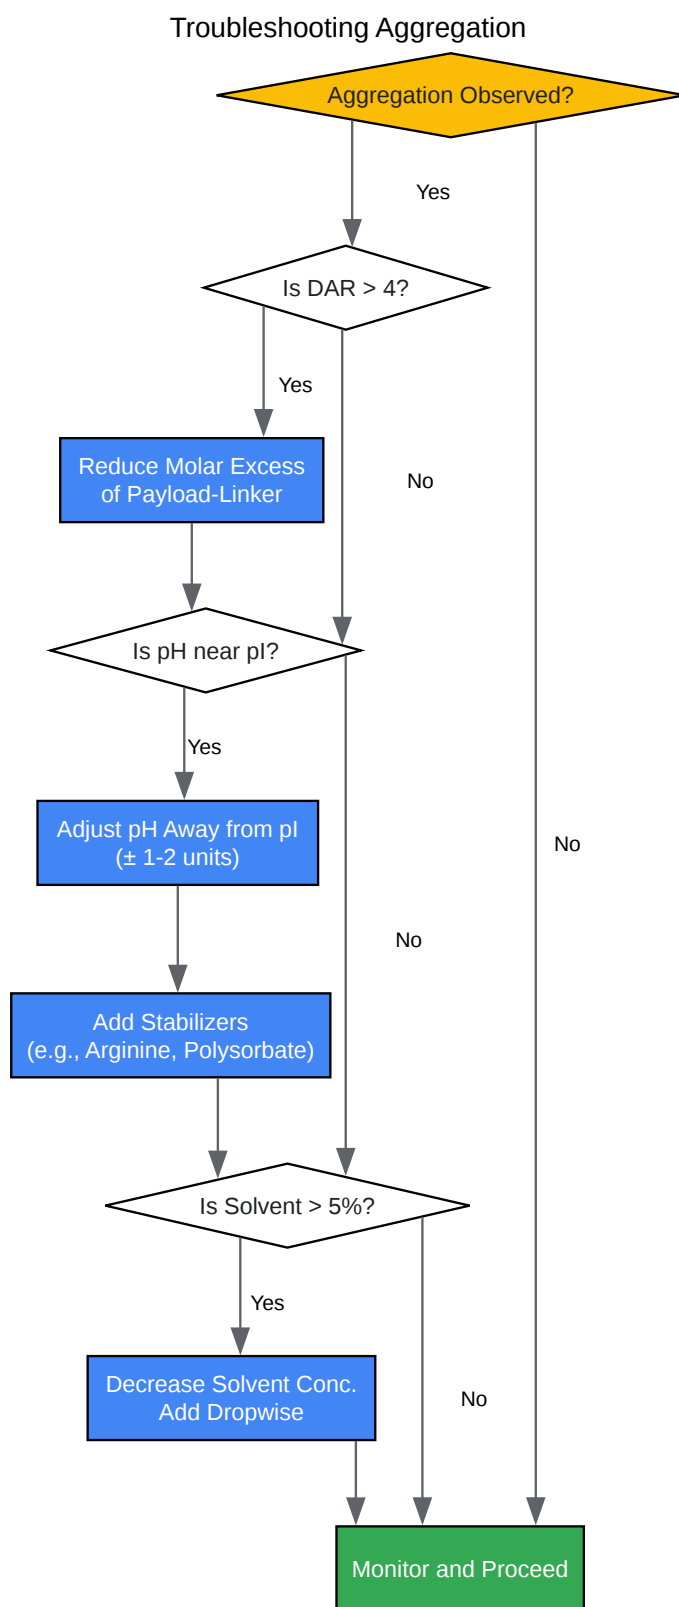 Troubleshooting Aggregation
Aggregation Observed?
Yes
Is DAR > 4?
Yes
Reduce Molar Excess
of Payload-Linker
No
Is pH near pI?
Yes
Adjust pH Away from pI
(± 1-2 units)
No
No
Add Stabilizers
(e.g., Arginine, Polysorbate)
Is Solvent > 5%?
Yes
Decrease Solvent Conc.
Add Dropwise
No
Monitor and Proceed